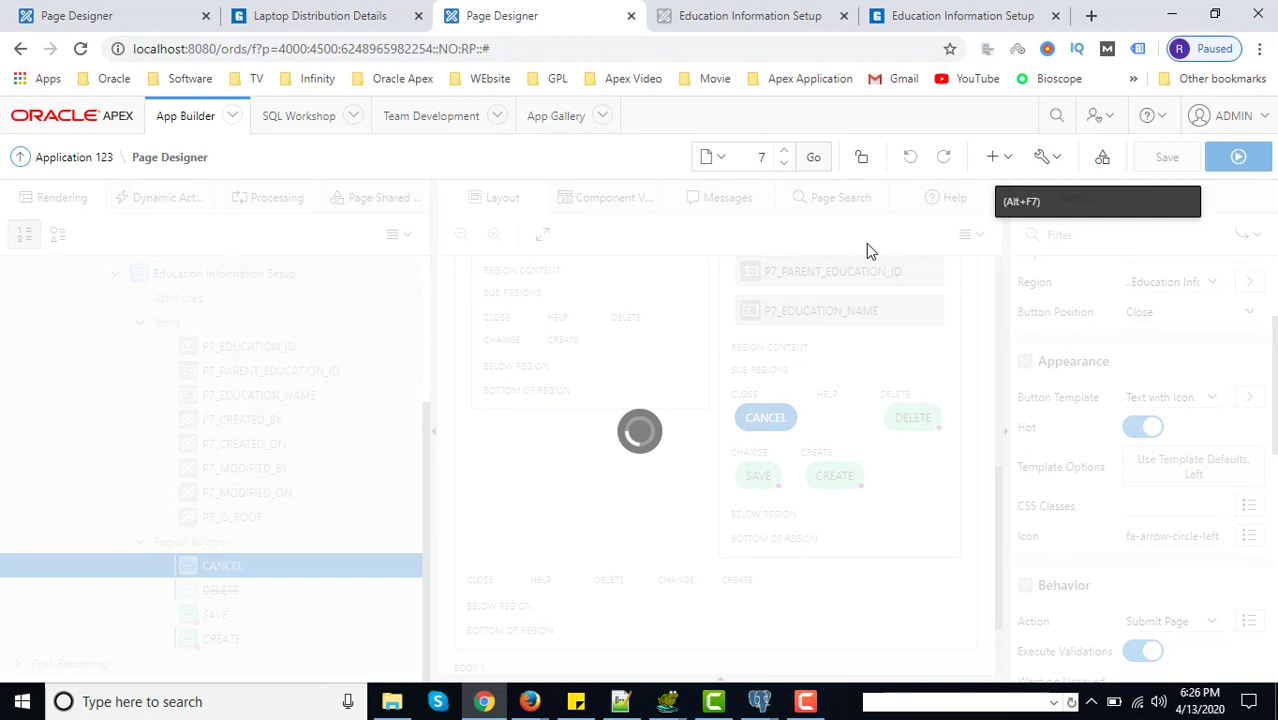 Page Designer
Laptop Distribution Details
Page Designer
Education Information Setup
Education Information Setup
localhost:8080/ords/f?p=4000:4500:6248965982254::NO:RP::#
IQ
M
R
Paused
Apps
Oracle
Software
TV
Infinity
Oracle Apex
WEbsite
GPL
Apex Video
Movie
Apex Application
Gmail
YouTube
Bioscope
Other bookmarks
ORACLE APEX
App Builder
SQL Workshop
Team Development
App Gallery
ADMIN
Application 123
Page Designer
7
Go
Save
Rendering
Dynamic Act...
Processing
Page Shared ...
Layout
Component V...
Messages
Page Search
Help
(Alt+F7)
Filter
Education Information Setup
Attributes
Items
P7_EDUCATION_ID
P7_PARENT_EDUCATION_ID
P7_EDUCATION_NAME
P7_CREATED_BY
P7_CREATED_ON
P7_MODIFIED_BY
P7_MODIFIED_ON
P7_IS_ROOT
Region Buttons
CANCEL
DELETE
SAVE
CREATE
Post-Rendering
REGION CONTENT
SUB REGIONS
CLOSE
HELP
DELETE
CHANGE
CREATE
BELOW REGION
BOTTOM OF REGION
P7_PARENT_EDUCATION_ID
P7_EDUCATION_NAME
REGION CONTENT
SUB REGIONS
CLOSE
HELP
DELETE
CANCEL
DELETE
CHANGE
CREATE
SAVE
CREATE
BELOW REGION
BOTTOM OF REGION
CLOSE
HELP
DELETE
CHANGE
CREATE
BELOW REGION
BOTTOM OF REGION
BODY 1
Region
..Education Infc
Button Position
Close
Appearance
Button Template
Text with Icon
Hot
Template Options
Use Template Defaults,
Left
CSS Classes
Icon
fa-arrow-circle-left
Behavior
Action
Submit Page
Execute Validations
Warn on Unsaved
Type here to search
6:26 PM
4/13/2020